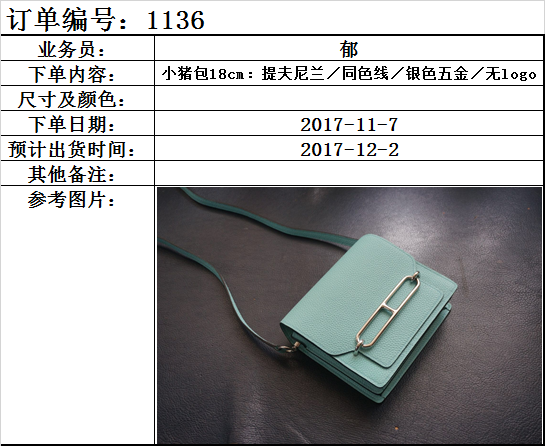 订单编号：1136
业务员：	郁
下单内容：	小猪包18cm：提夫尼兰／同色线／银色五金／无logo
尺寸及颜色：
下单日期：	2017-11-7
预计出货时间：	2017-12-2
其他备注：
参考图片：